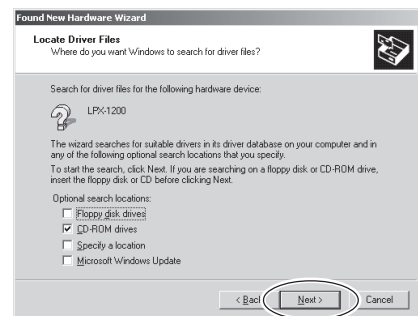 Found New Hardware Wizard
Locate Driver Files
Where do you want Windows to search for driver files?
Search for driver files for the following hardware device:
LPX-1200
The wizard searches for suitable drivers in its driver database on your computer and in
any of the following optional search locations that you specify.
To start the search, click Next. If you are searching on a floppy disk or CD-ROM drive,
insert the floppy disk or CD before clicking Next.
Optional search locations:
Floppy disk drives
CD-ROM drives
Specify a location
Microsoft Windows Update
< Back Next > Cancel